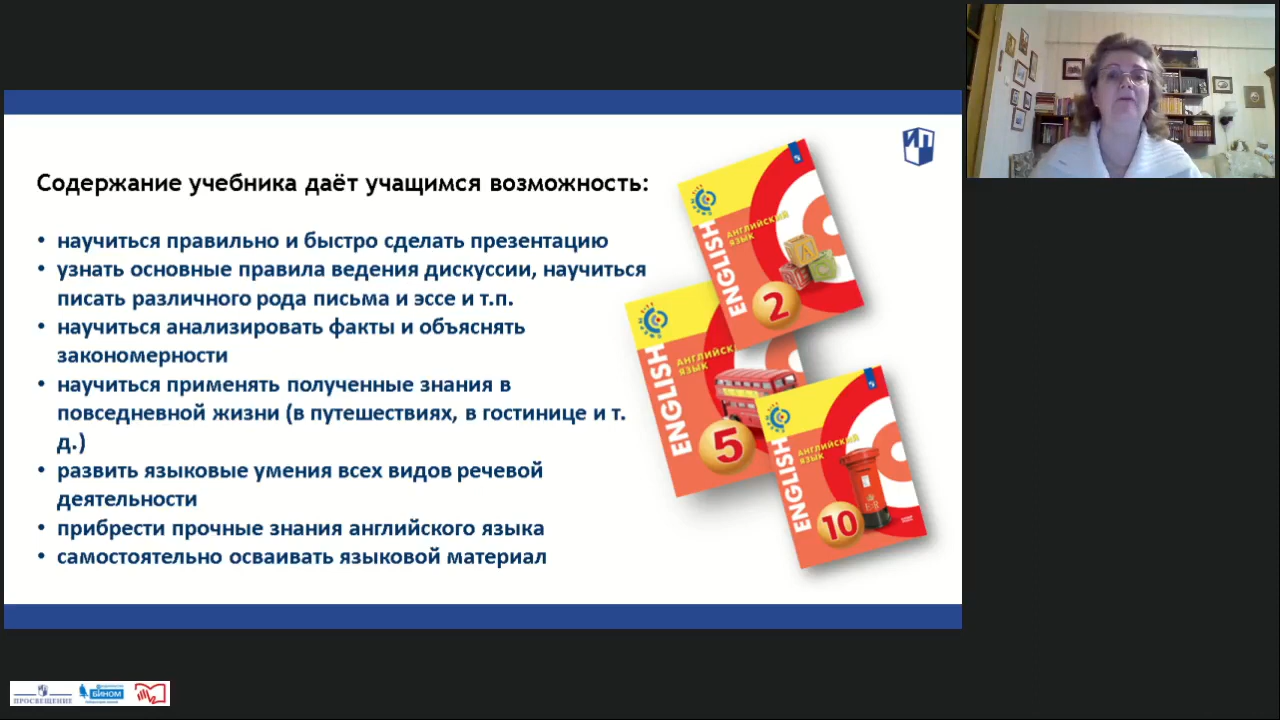 Содержание учебника даёт учащимся возможность:
• научиться правильно и быстро сделать презентацию
• узнать основные правила ведения дискуссии, научиться
писать различного рода письма и эссе и т.п.
• научиться анализировать факты и объяснять
закономерности
• научиться применять полученные знания в
повседневной жизни (в путешествиях, в гостинице и т.
д.)
• развить языковые умения всех видов речевой
деятельности
• прибрести прочные знания английского языка
• самостоятельно осваивать языковой материал
ИП
ENGLISH
АНГЛИЙСКИЙ
ЯЗЫК
2
ENGLISH
АНГЛИЙСК
ЯЗЫК
5
ENGLISH
АНГЛИЙСКИЙ
ЯЗЫК
10
ПРОСВЕЩЕНИЕ
БИНОМ